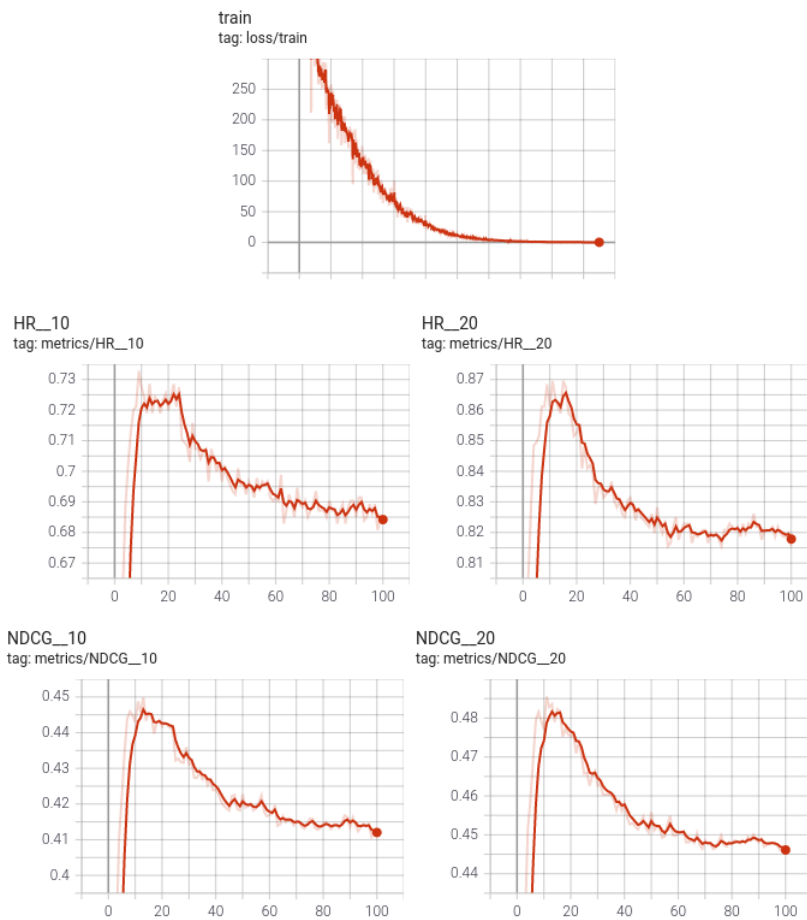 train
tag: loss/train
250
200
150
100
50
0
HR__10
tag: metrics/HR__10
0.73
0.72
0.71
0.7
0.69
0.68
0.67
0 20 40 60 80 100
HR__20
tag: metrics/HR__20
0.87
0.86
0.85
0.84
0.83
0.82
0.81
0 20 40 60 80 100
NDCG__10
tag: metrics/NDCG__10
0.45
0.44
0.43
0.42
0.41
0.4
0 20 40 60 80 100
NDCG__20
tag: metrics/NDCG__20
0.48
0.47
0.46
0.45
0.44
0 20 40 60 80 100